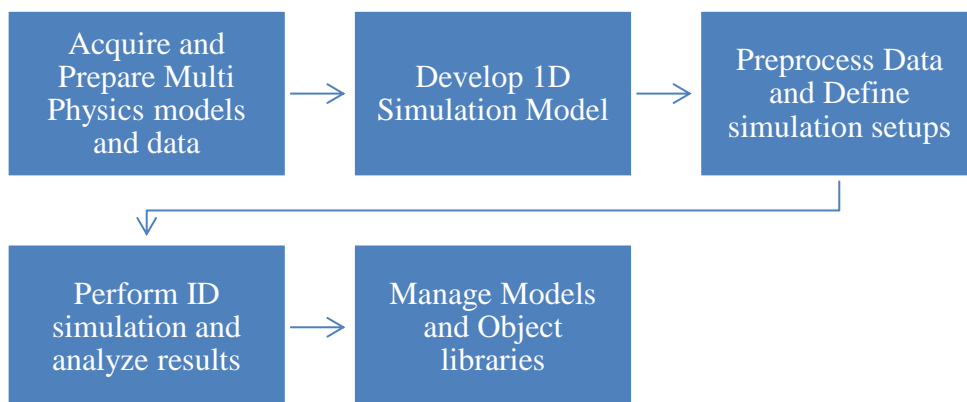 Acquire and
Prepare Multi
Physics models
and data
Develop 1D
Simulation Model
Preprocess Data
and Define
simulation setups
Perform ID
simulation and
analyze results
Manage Models
and Object
libraries